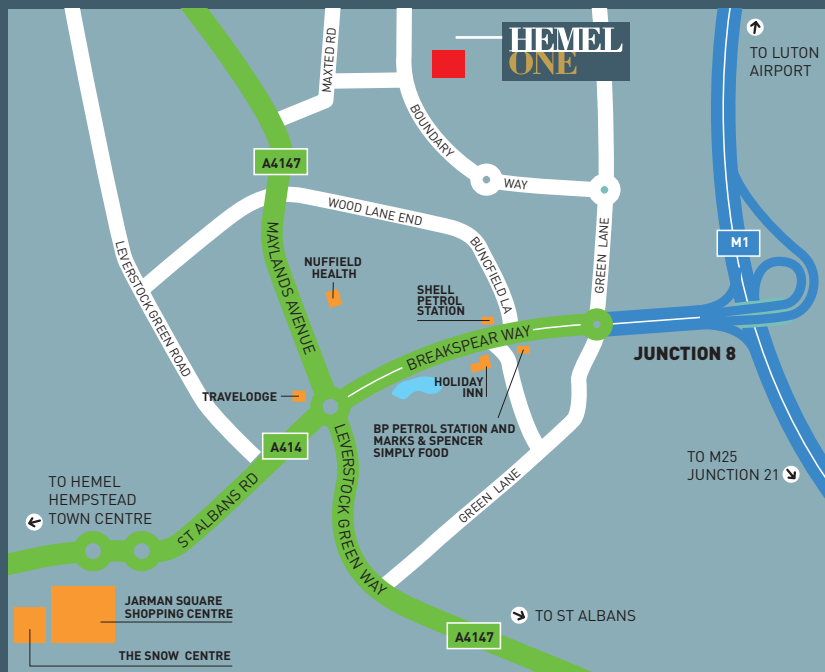 HEMEL
ONE
TO LUTON
AIRPORT
MAXTED RD
BOUNDARY
WAY
A4147
WOOD LANE END
BUNCFIELD LA
GREEN LANE
M1
LEVERSTOCK GREEN ROAD
MAYLANDS AVENUE
NUFFIELD
HEALTH
SHELL
PETROL
STATION
BREAKSPEAR WAY
JUNCTION 8
HOLIDAY
INN
TRAVELODGE
BP PETROL STATION AND
MARKS & SPENCER
SIMPLY FOOD
A414
LEVERSTOCK GREEN WAY
GREEN LANE
TO M25
JUNCTION 21
TO HEMEL
HEMPSTEAD
TOWN CENTRE
ST ALBANS RD
JARMAN SQUARE
SHOPPING CENTRE
THE SNOW CENTRE
A4147
TO ST ALBANS